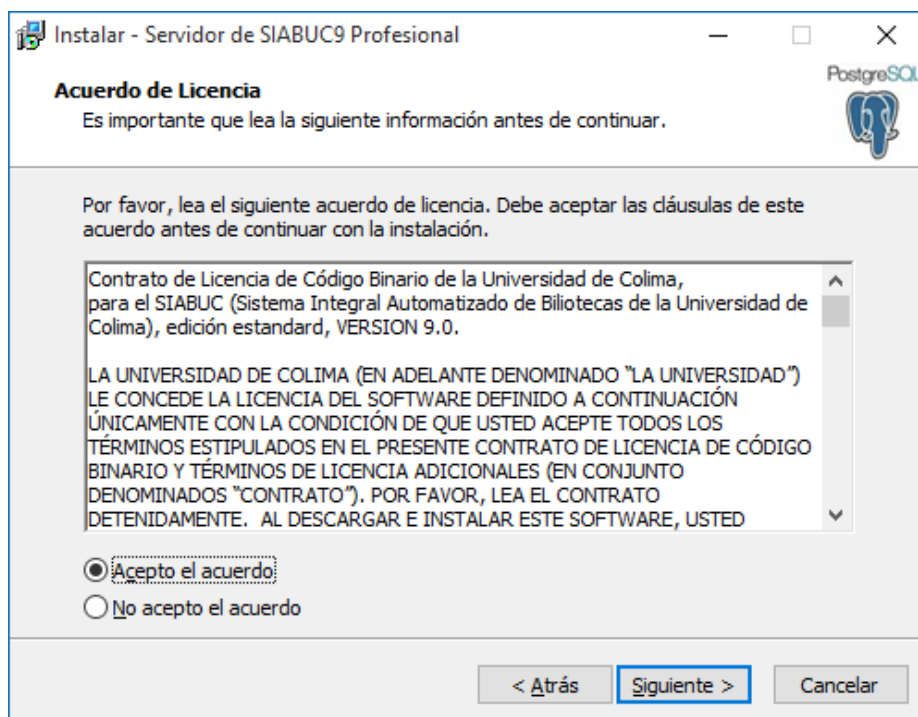 Instalar - Servidor de SIABUC9 Profesional
PostgreSQL
Acuerdo de Licencia
Es importante que lea la siguiente información antes de continuar.
Por favor, lea el siguiente acuerdo de licencia. Debe aceptar las cláusulas de este
acuerdo antes de continuar con la instalación.
Contrato de Licencia de Código Binario de la Universidad de Colima,
para el SIABUC (Sistema Integral Automatizado de Biliotecas de la Universidad de
Colima), edición estandard, VERSION 9.0.
LA UNIVERSIDAD DE COLIMA (EN ADELANTE DENOMINADO “LA UNIVERSIDAD”)
LE CONCEDE LA LICENCIA DEL SOFTWARE DEFINIDO A CONTINUACIÓN
ÚNICAMENTE CON LA CONDICIÓN DE QUE USTED ACEPTE TODOS LOS
TÉRMINOS ESTIPULADOS EN EL PRESENTE CONTRATO DE LICENCIA DE CÓDIGO
BINARIO Y TÉRMINOS DE LICENCIA ADICIONALES (EN CONJUNTO
DENOMINADOS “CONTRATO”). POR FAVOR, LEA EL CONTRATO
DETENIDAMENTE.  AL DESCARGAR E INSTALAR ESTE SOFTWARE, USTED
Acepto el acuerdo
No acepto el acuerdo
< Atrás
Siguiente >
Cancelar